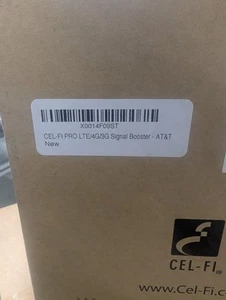 X0014F09ST
CEL-FI PRO LTE/4G/3G Signal Booster - AT&T
New
CEL-FI®
www.Cel-Fi.c